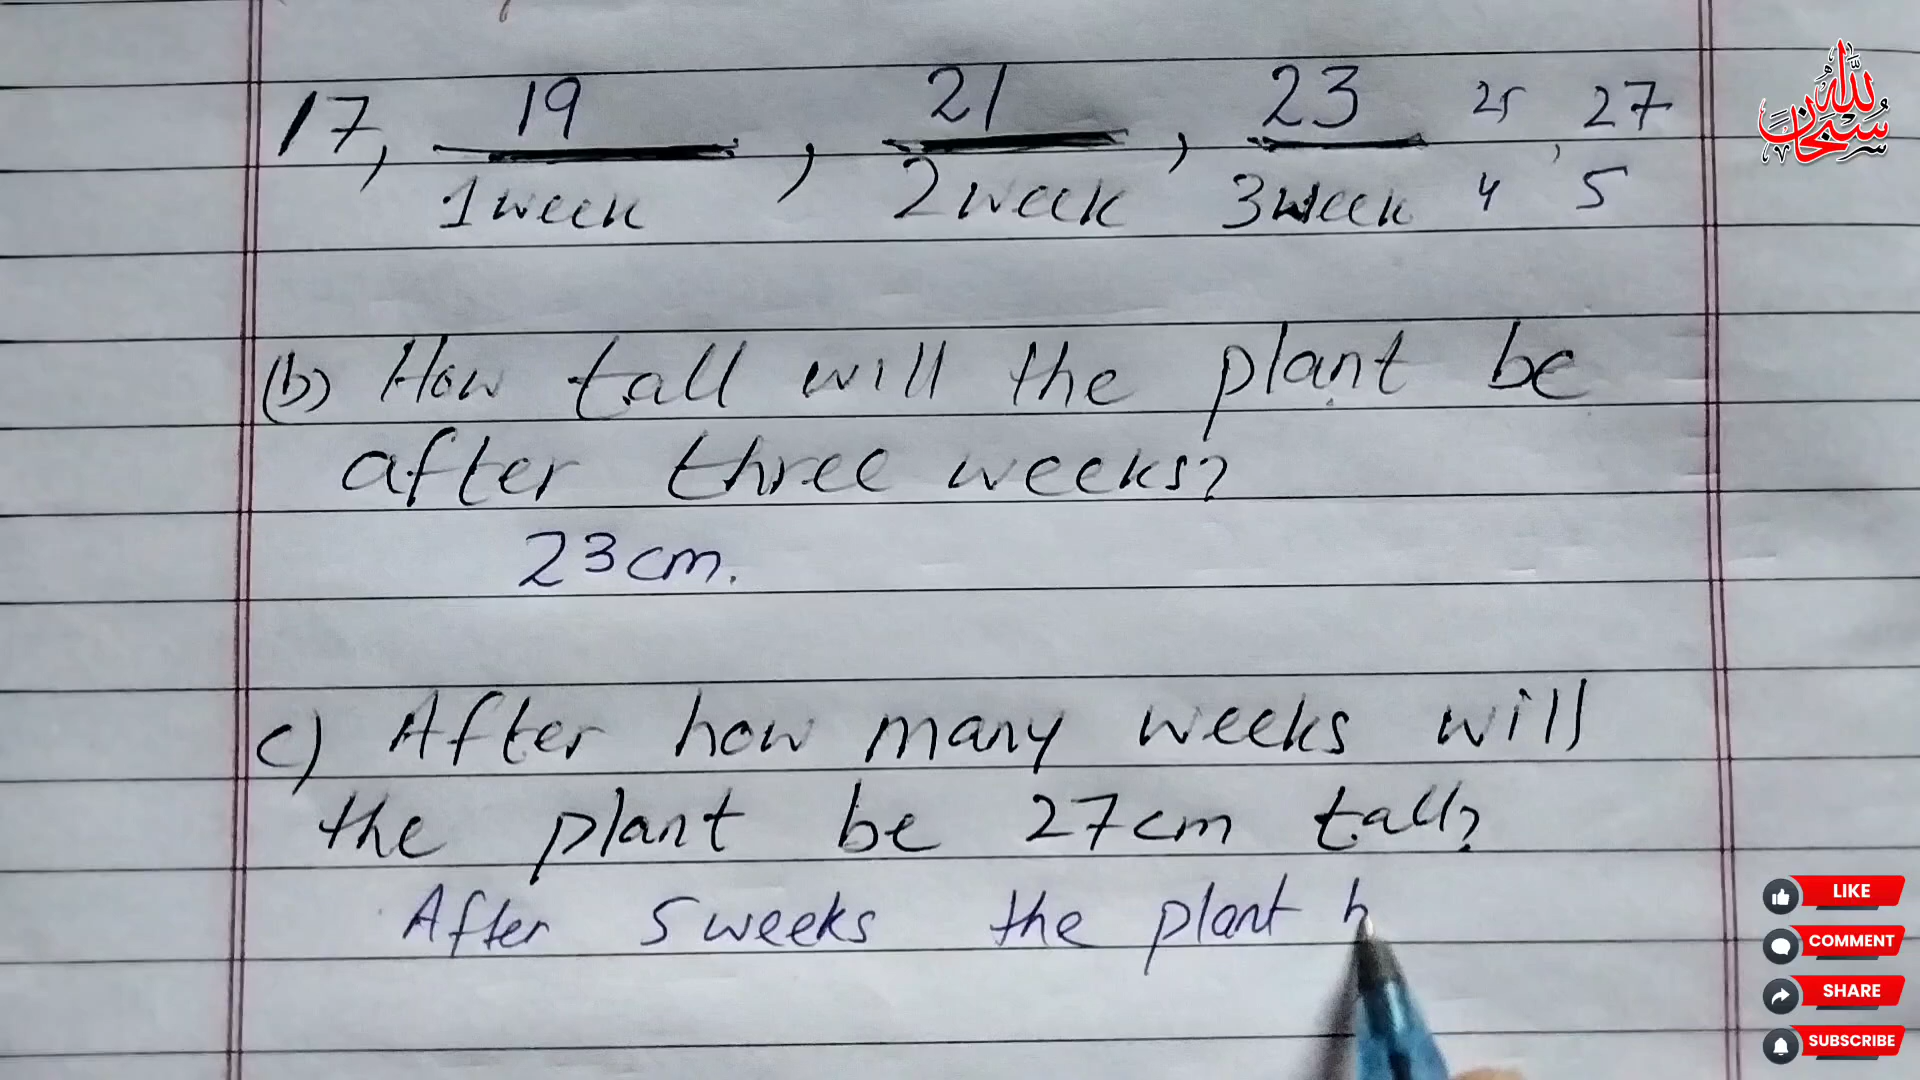 17, 19, 21, 23 25, 27
1 week 2 week 3 week 4 5
(b) How tall will the plant be
after three weeks?
23cm.
c) After how many weeks will
the plant be 27cm tall?
After 5 weeks the plant b
سُبْحَانَ اللّٰه
LIKE
COMMENT
SHARE
SUBSCRIBE